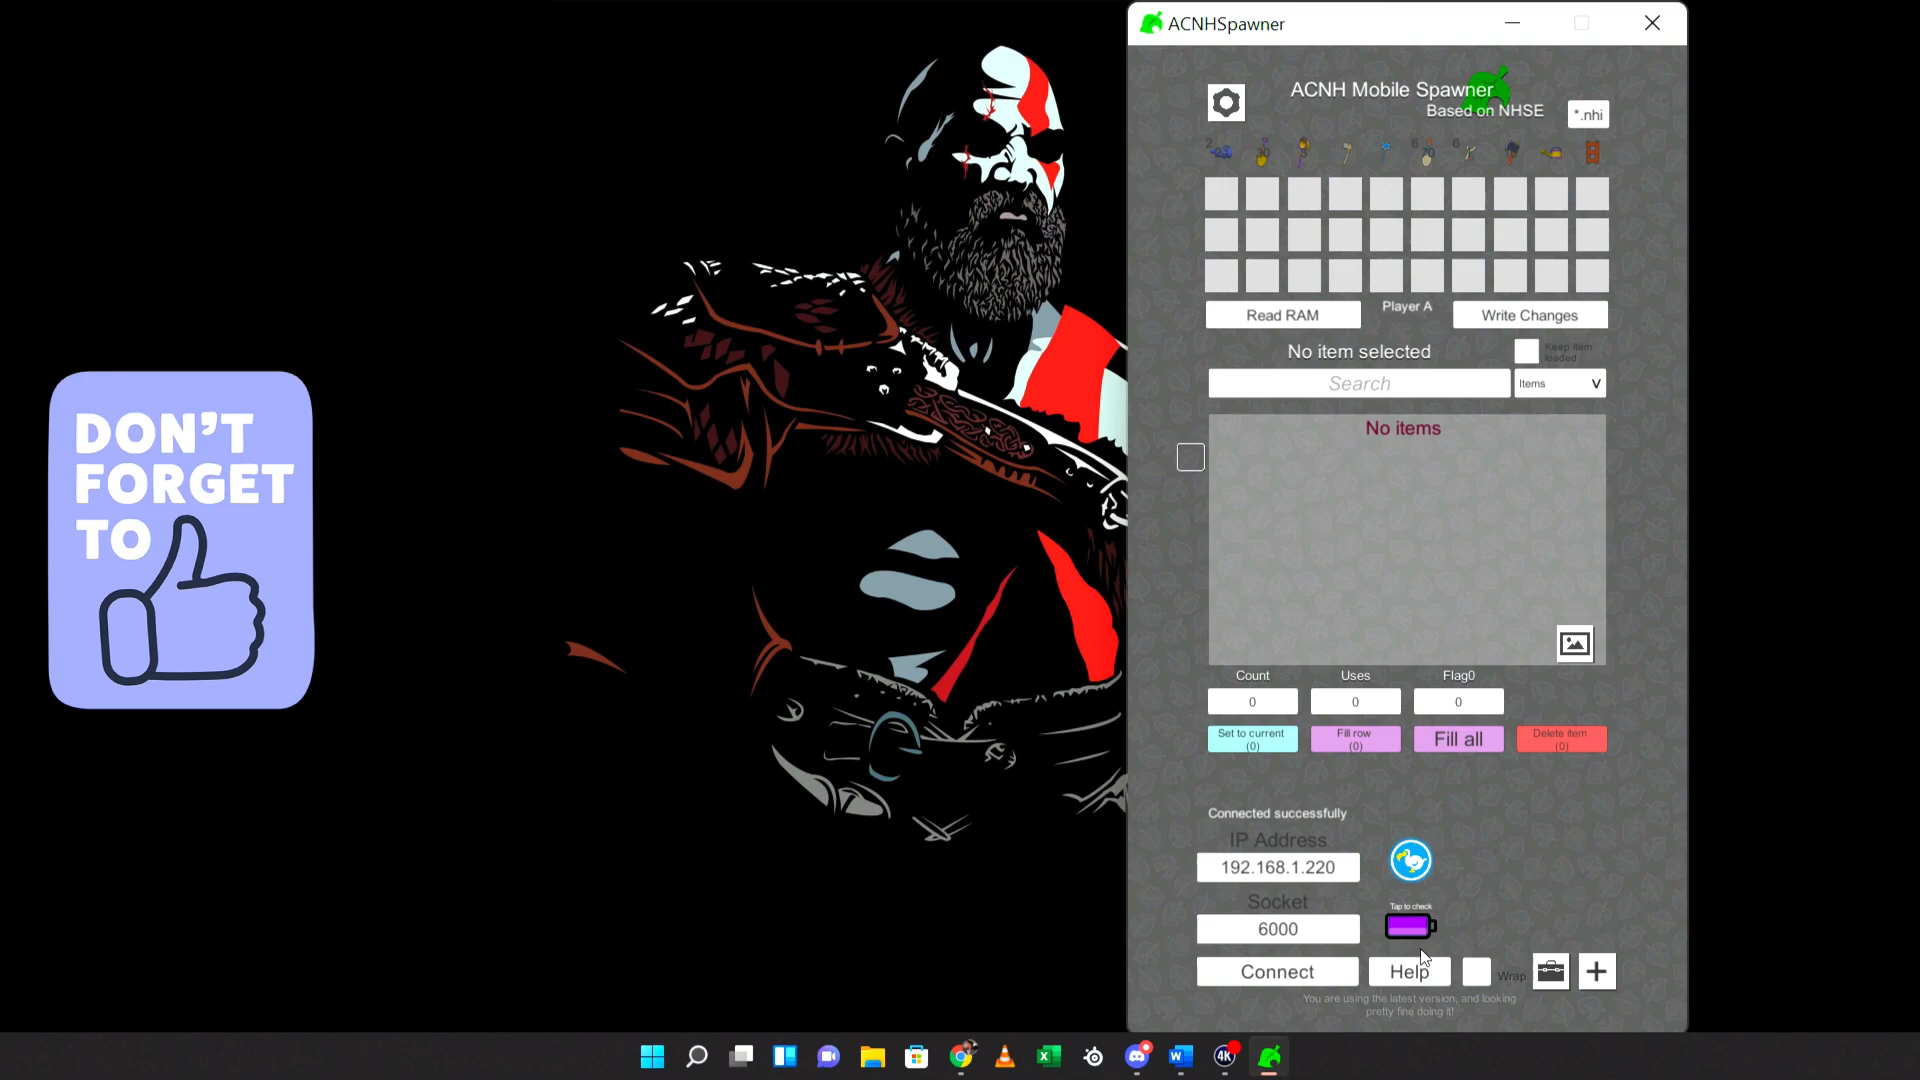 ACNHSpawner
ACNH Mobile Spawner
Based on NHSE
*.nhi
Read RAM
Player A
Write Changes
No item selected
Keep item
loaded
Search
Items
V
No items
Count
Uses
Flag0
0
0
0
Set to current
(0)
Fill row
(0)
Fill all
Delete item
(0)
Connected successfully
IP Address
192.168.1.220
Socket
6000
Tap to check
Connect
Help
Wrap
You are using the latest version, and looking
pretty fine doing it!
DON'T
FORGET
TO
4K